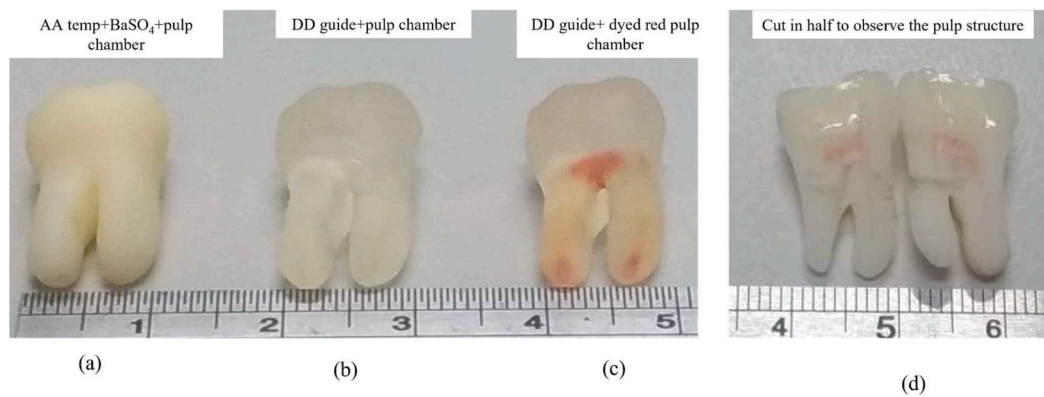 AA temp+BaSO₄+pulp
chamber
DD guide+pulp chamber
DD guide+ dyed red pulp
chamber
Cut in half to observe the pulp structure
1
2
3
4
5
4
5
6
(a)
(b)
(c)
(d)